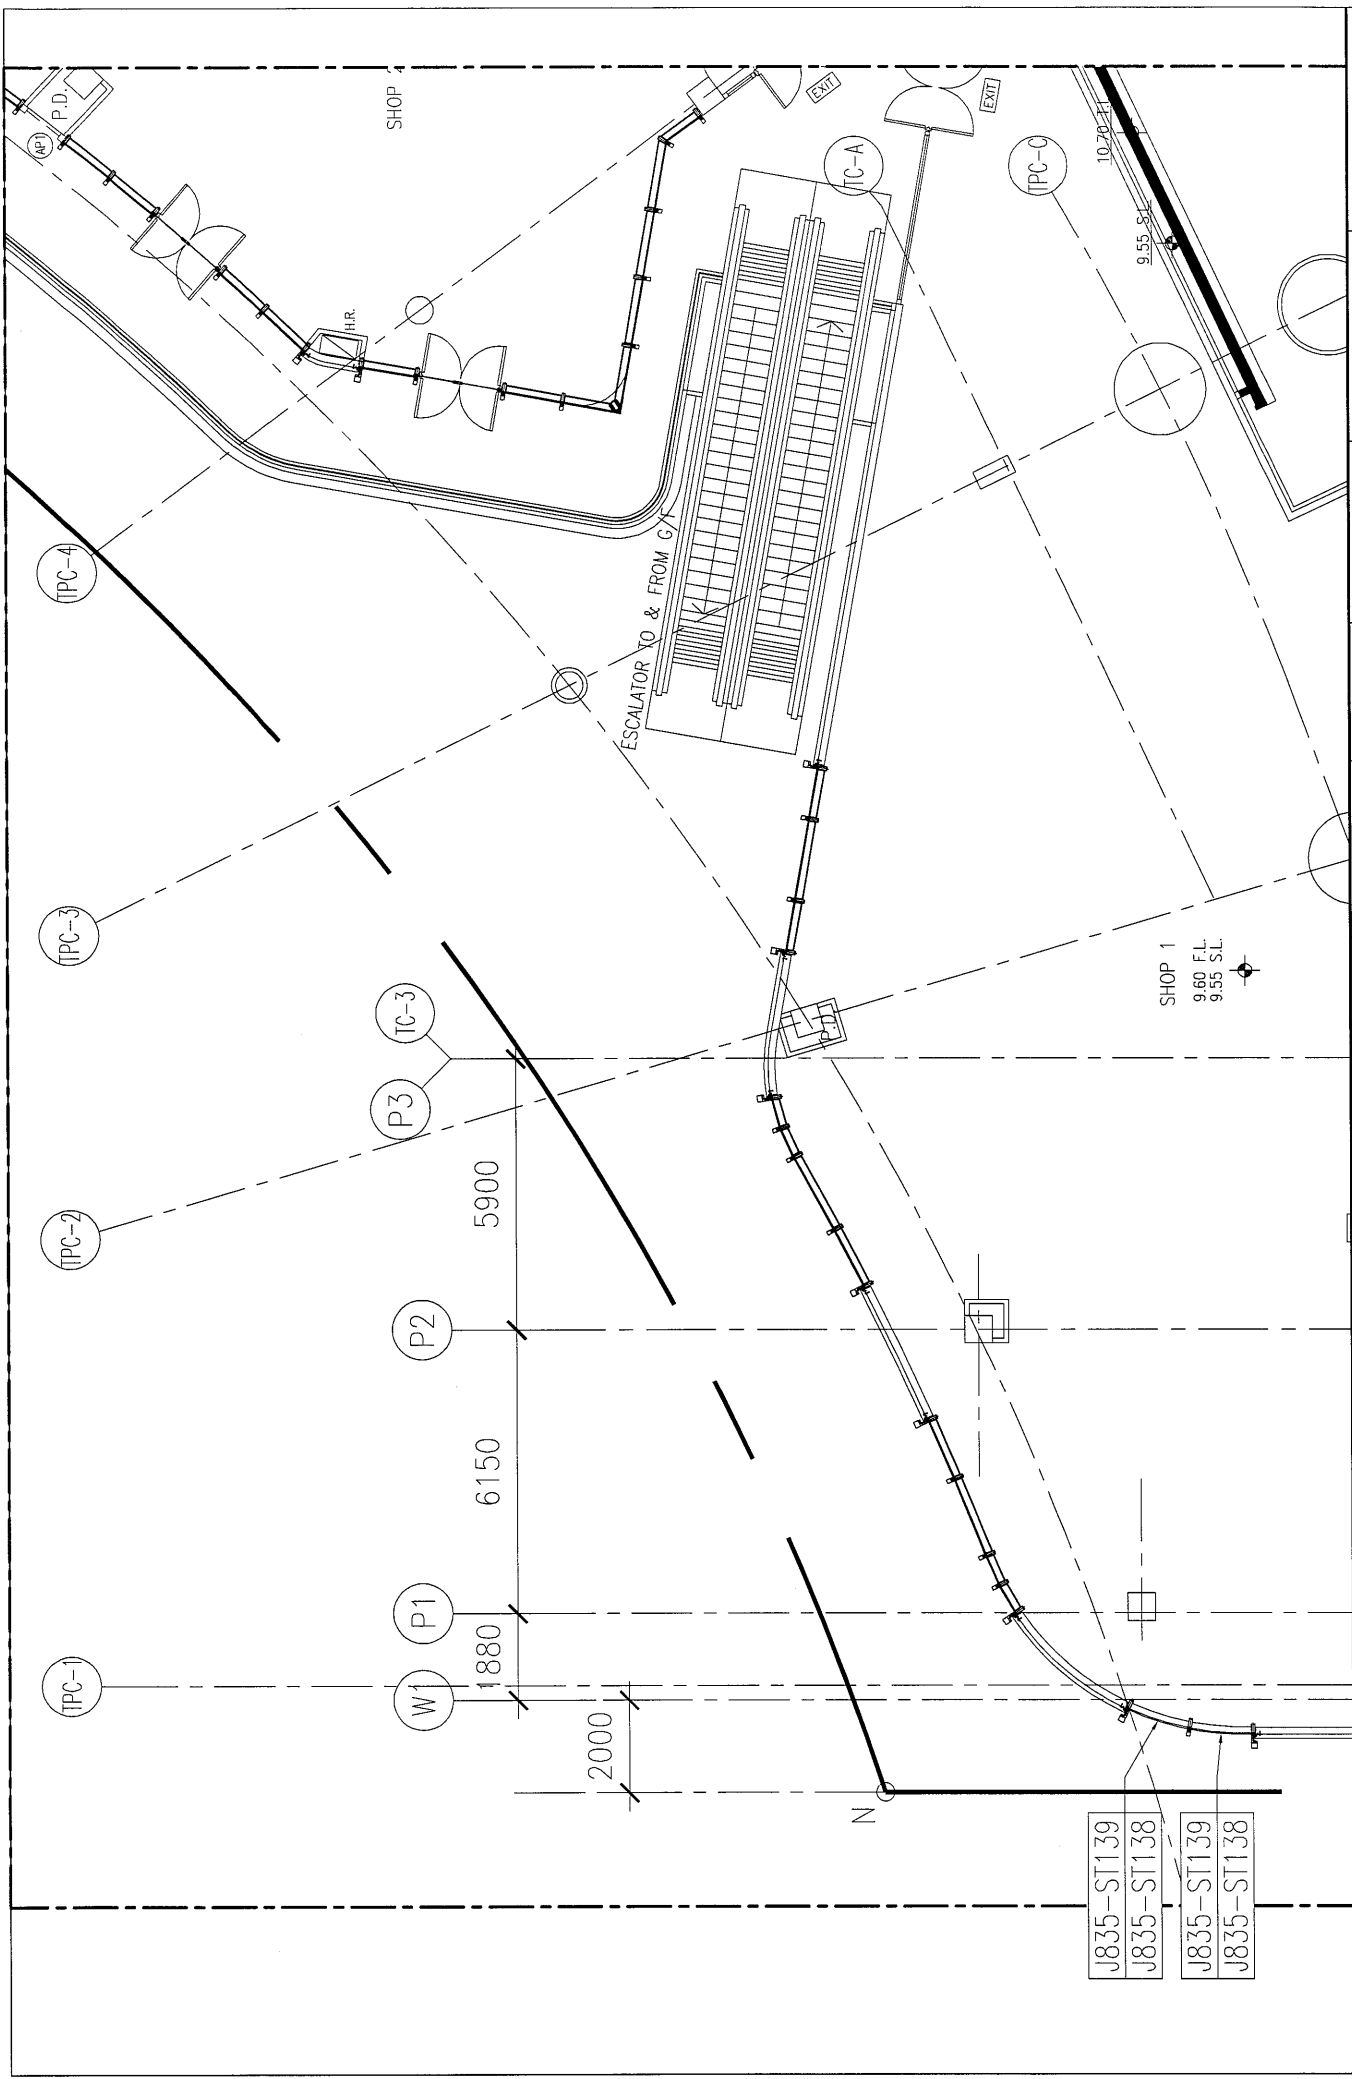 TPC-1
TPC-2
TPC-3
TPC-4
W1
P1
P2
P3
TC-3
2000
1880
6150
5900
N
J835-ST139
J835-ST138
J835-ST139
J835-ST138
SHOP 1
9.60 F.L.
9.55 S.L.
P.D.
ESCALATOR TO & FROM G
TC-A
TPC-C
9.55 S.L.
EXIT
EXIT
H.R.
AP1
P.D.
SHOP